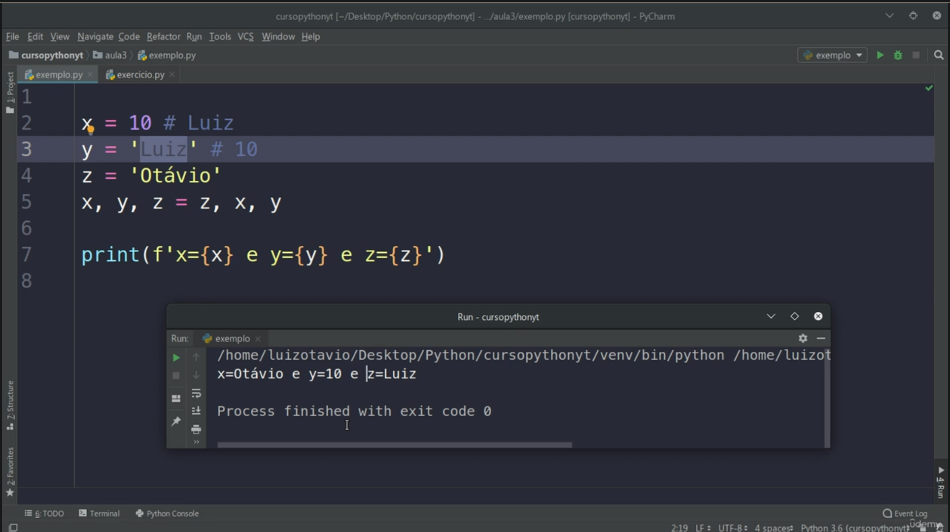 cursopythonyt [~/Desktop/Python/cursopythonyt] - .../aula3/exemplo.py [cursopythonyt] - PyCharm
File Edit View Navigate Code Refactor Run Tools VCS Window Help
cursopythonyt aula3 exemplo.py exemplo
exemplo.py exercicio.py
1: Project
1
2 x = 10 # Luiz
3 y = 'Luiz' # 10
4 z = 'Otávio'
5 x, y, z = z, x, y
6
7 print(f'x={x} e y={y} e z={z}')
8
Run - cursopythonyt
Run: exemplo
/home/luizotavio/Desktop/Python/cursopythonyt/venv/bin/python /home/luizot
x=Otávio e y=10 e z=Luiz
Process finished with exit code 0
7: Structure
2: Favorites
4: Run
6: TODO Terminal Python Console Event Log
2:19 LF UTF-8 4 spaces Python 3.6 (cursopythonyt)
udemy